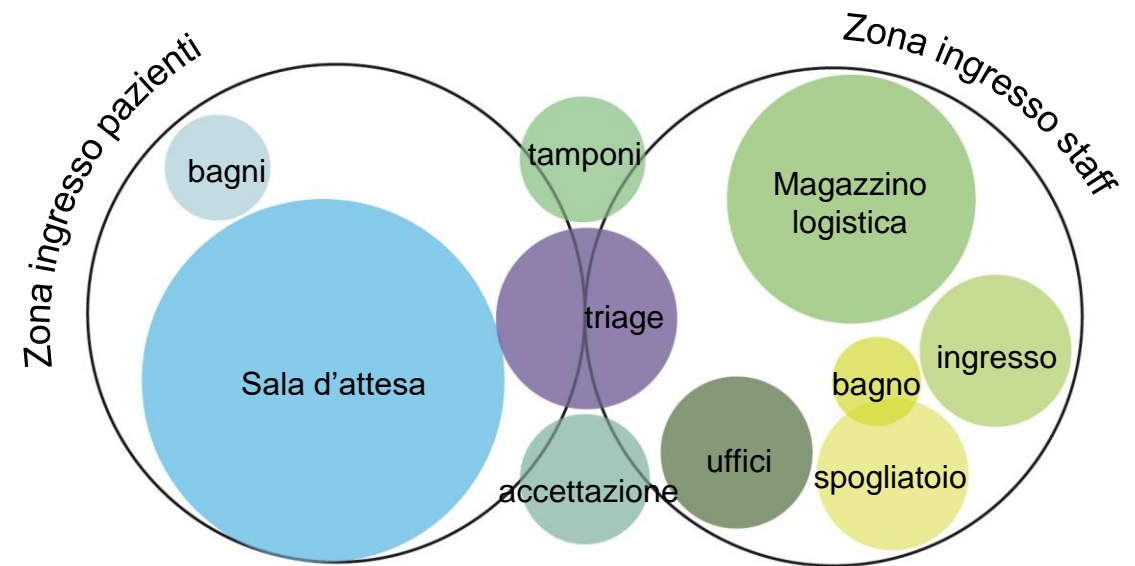 Zona ingresso pazienti
Zona ingresso staff
bagni
tamponi
Magazzino
logistica
triage
ingresso
Sala d'attesa
bagno
uffici
spogliatoio
accettazione